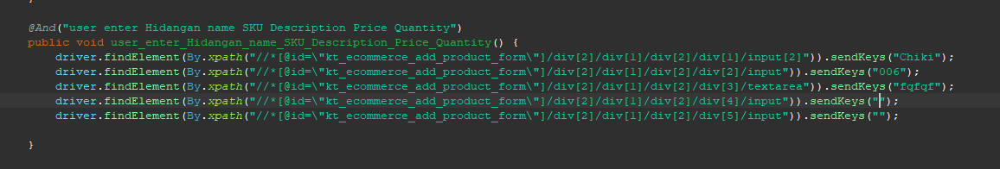 @And("user enter Hidangan name SKU Description Price Quantity")
public void user_enter_Hidangan_name_SKU_Description_Price_Quantity() {
driver.findElement(By.xpath("//*[@id=\"kt_ecommerce_add_product_form\"]/div[2]/div[1]/div[2]/div[1]/input[2]")).sendKeys("Chiki");
driver.findElement(By.xpath("//*[@id=\"kt_ecommerce_add_product_form\"]/div[2]/div[1]/div[2]/div[2]/input")).sendKeys("006");
driver.findElement(By.xpath("//*[@id=\"kt_ecommerce_add_product_form\"]/div[2]/div[1]/div[2]/div[3]/textarea")).sendKeys("fqfqf");
driver.findElement(By.xpath("//*[@id=\"kt_ecommerce_add_product_form\"]/div[2]/div[1]/div[2]/div[4]/input")).sendKeys("");
driver.findElement(By.xpath("//*[@id=\"kt_ecommerce_add_product_form\"]/div[2]/div[1]/div[2]/div[5]/input")).sendKeys("");
}